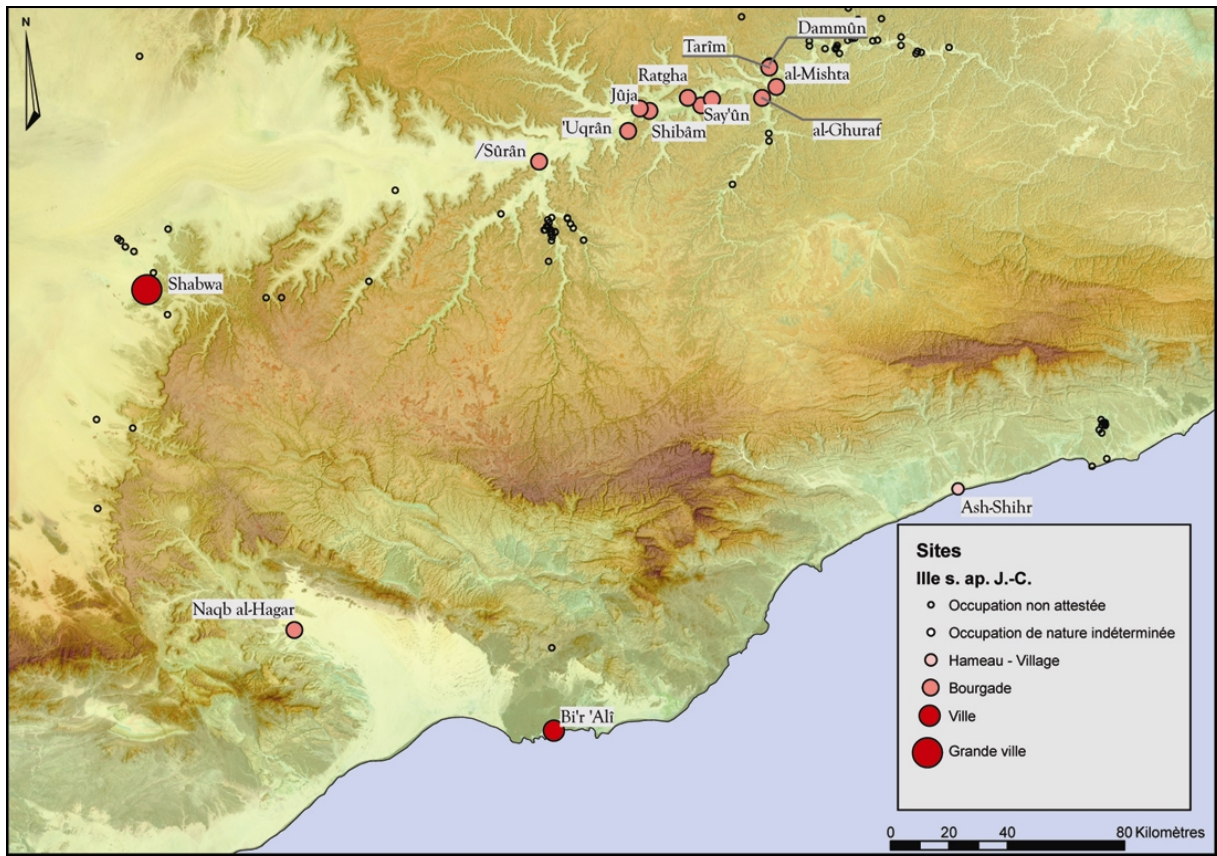 N
Dammûn
Tarîm
Ratgha
al-Mishta
Jûja
Say'ûn
'Uqrân
Shibâm
al-Ghuraf
/Sûrân
Shabwa
Ash-Shihr
Naqb al-Hagar
Bi'r 'Alî
Sites
IIIe s. ap. J.-C.
Occupation non attestée
Occupation de nature indéterminée
Hameau - Village
Bourgade
Ville
Grande ville
0 20 40 80 Kilomètres